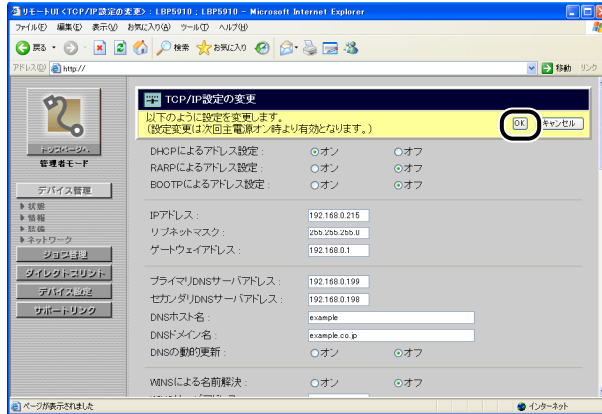 リモートUI <TCP/IP設定の変更> : LBP5910 ; LBP5910 - Microsoft Internet Explorer
ファイル(F) 編集(E) 表示(V) お気に入り(A) ツール(T) ヘルプ(H)
戻る 検索 お気に入り
アドレス(D) http:// 移動 リンク
トップページへ
管理者モード
デバイス管理
状態
情報
装備
ネットワーク
ジョブ管理
ダイレクトプリント
デバイス設定
サポートリンク
TCP/IP設定の変更
以下のように設定を変更します。
(設定変更は次回主電源オン時より有効となります。)
OK キャンセル
DHCPによるアドレス設定 : オン オフ
RARPによるアドレス設定 : オン オフ
BOOTPによるアドレス設定 : オン オフ
IPアドレス : 192.168.0.215
サブネットマスク : 255.255.255.0
ゲートウェイアドレス : 192.168.0.1
プライマリDNSサーバアドレス : 192.168.0.199
セカンダリDNSサーバアドレス : 192.168.0.198
DNSホスト名 : example
DNSドメイン名 : example.co.jp
DNSの動的更新 : オン オフ
WINSによる名前解決 : オン オフ
ページが表示されました インターネット